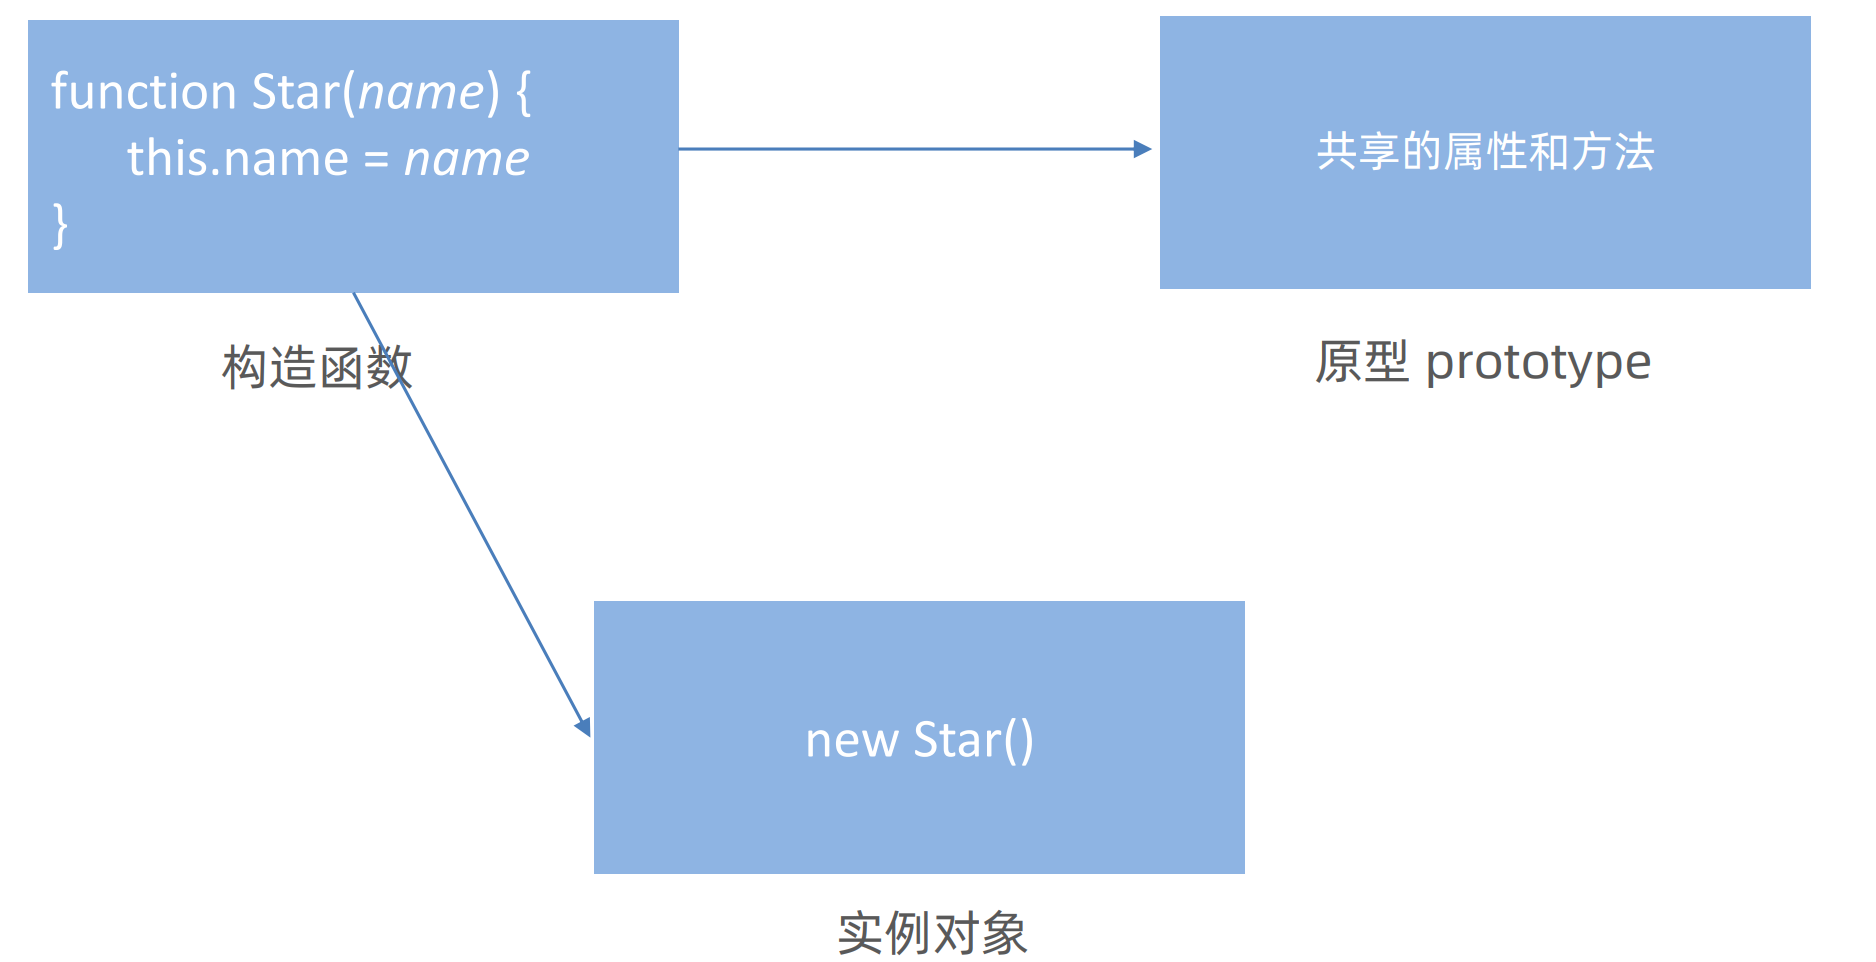 function Star(name) {
this.name = name
}
共享的属性和方法
构造函数
原型 prototype
new Star()
实例对象